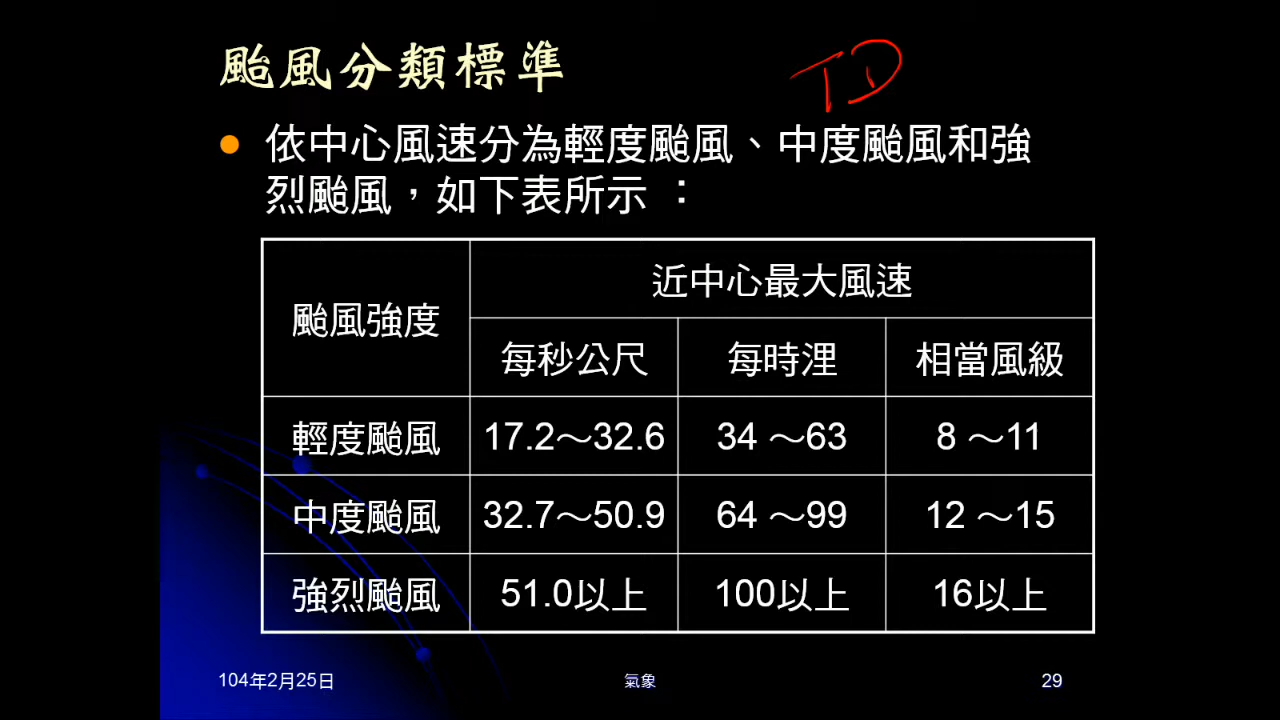 颱風分類標準
TD
依中心風速分為輕度颱風、中度颱風和強
烈颱風，如下表所示 ：
颱風強度
近中心最大風速
每秒公尺 每時浬 相當風級
輕度颱風 17.2～32.6 34 ～63 8 ～11
中度颱風 32.7～50.9 64 ～99 12 ～15
強烈颱風 51.0以上 100以上 16以上
104年2月25日 氣象 29